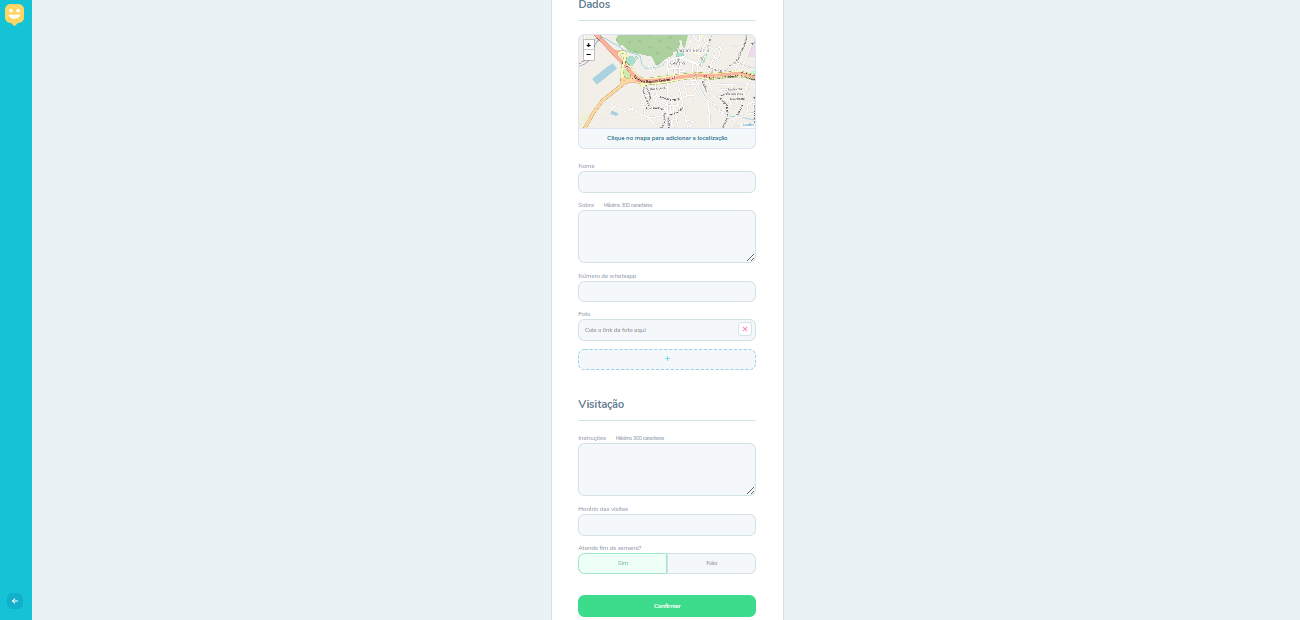 Dados
+
−
Clique no mapa para adicionar a localização
Nome
Sobre Máximo 300 caracteres
Número de whatsapp
Foto
Cole o link da foto aqui
+
Visitação
Instruções Máximo 300 caracteres
Horário das visitas
Atende fim de semana?
Sim Não
Confirmar